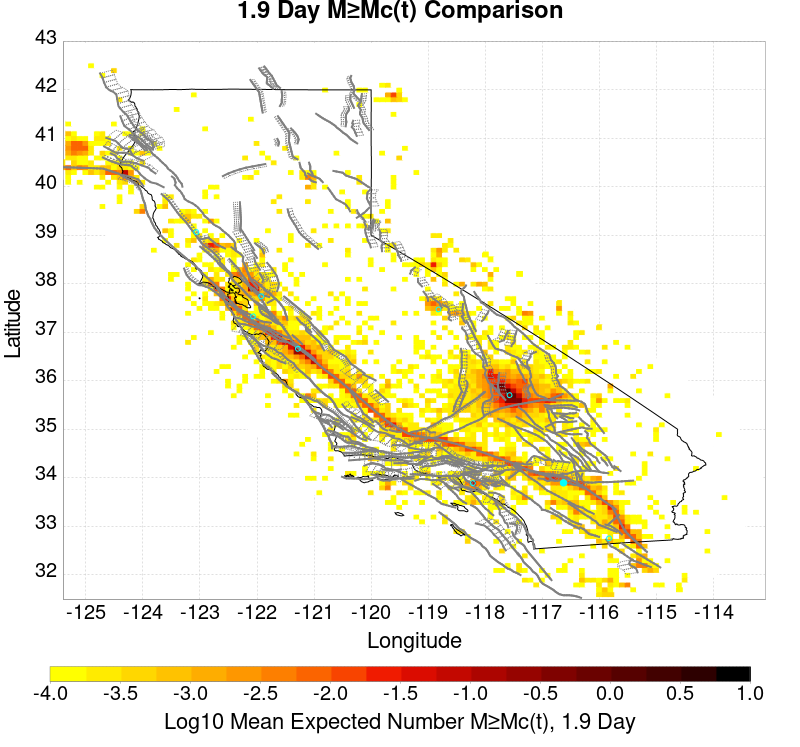 1.9 Day M≥Mc(t) Comparison
43
42
41
40
39
38
37
36
35
34
33
32
Latitude
-125 -124 -123 -122 -121 -120 -119 -118 -117 -116 -115 -114
Longitude
-4.0 -3.5 -3.0 -2.5 -2.0 -1.5 -1.0 -0.5 0.0 0.5 1.0
Log10 Mean Expected Number M≥Mc(t), 1.9 Day